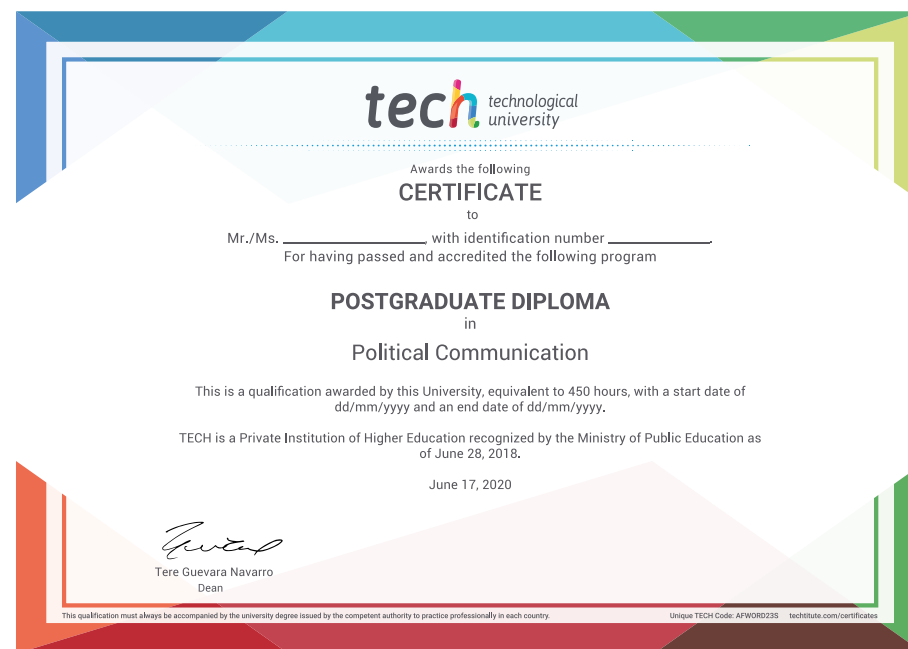 tech technological
university
Awards the following
CERTIFICATE
to
Mr./Ms. ____________, with identification number ____________.
For having passed and accredited the following program
POSTGRADUATE DIPLOMA
in
Political Communication
This is a qualification awarded by this University, equivalent to 450 hours, with a start date of
dd/mm/yyyy and an end date of dd/mm/yyyy.
TECH is a Private Institution of Higher Education recognized by the Ministry of Public Education as
of June 28, 2018.
June 17, 2020
Tere Guevara Navarro
Dean
This qualification must always be accompanied by the university degree issued by the competent authority to practice professionally in each country.
Unique TECH Code: AFWORD23S techtitute.com/certificates